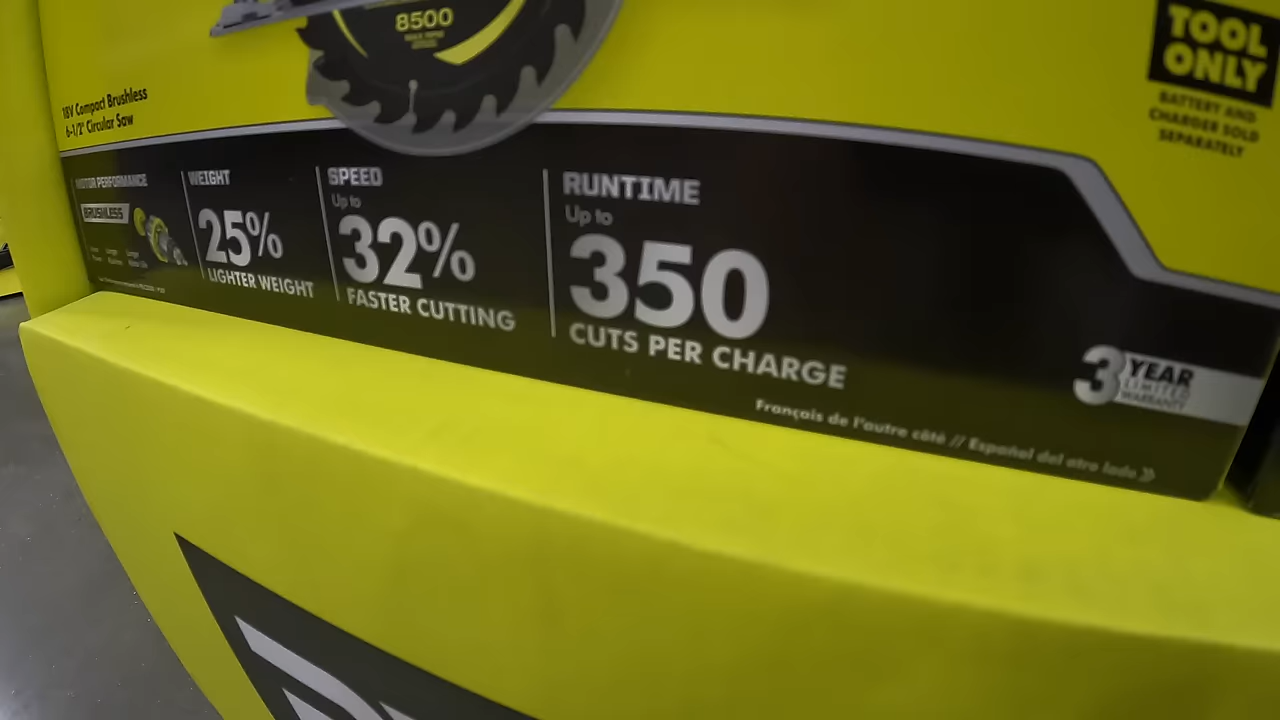 8500
TOOL
ONLY
BATTERY AND
CHARGER SOLD
SEPARATELY
18V Compact Brushless
6-1/2" Circular Saw
MOTOR PERFORMANCE
BRUSHLESS
WEIGHT
25%
LIGHTER WEIGHT
SPEED
Up to
32%
FASTER CUTTING
RUNTIME
Up to
350
CUTS PER CHARGE
3 YEAR
LIMITED
WARRANTY
Français de l'autre côté // Español del otro lado